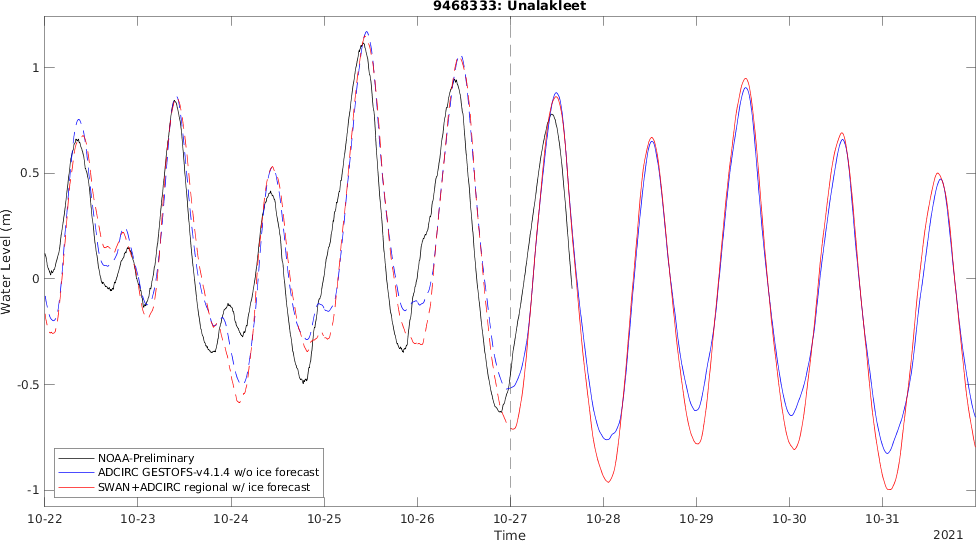 9468333: Unalakleet
Water Level (m)
1
0.5
0
-0.5
-1
NOAA-Preliminary
ADCIRC GESTOFS-v4.1.4 w/o ice forecast
SWAN+ADCIRC regional w/ ice forecast
10-22 10-23 10-24 10-25 10-26 10-27 10-28 10-29 10-30 10-31
Time
2021